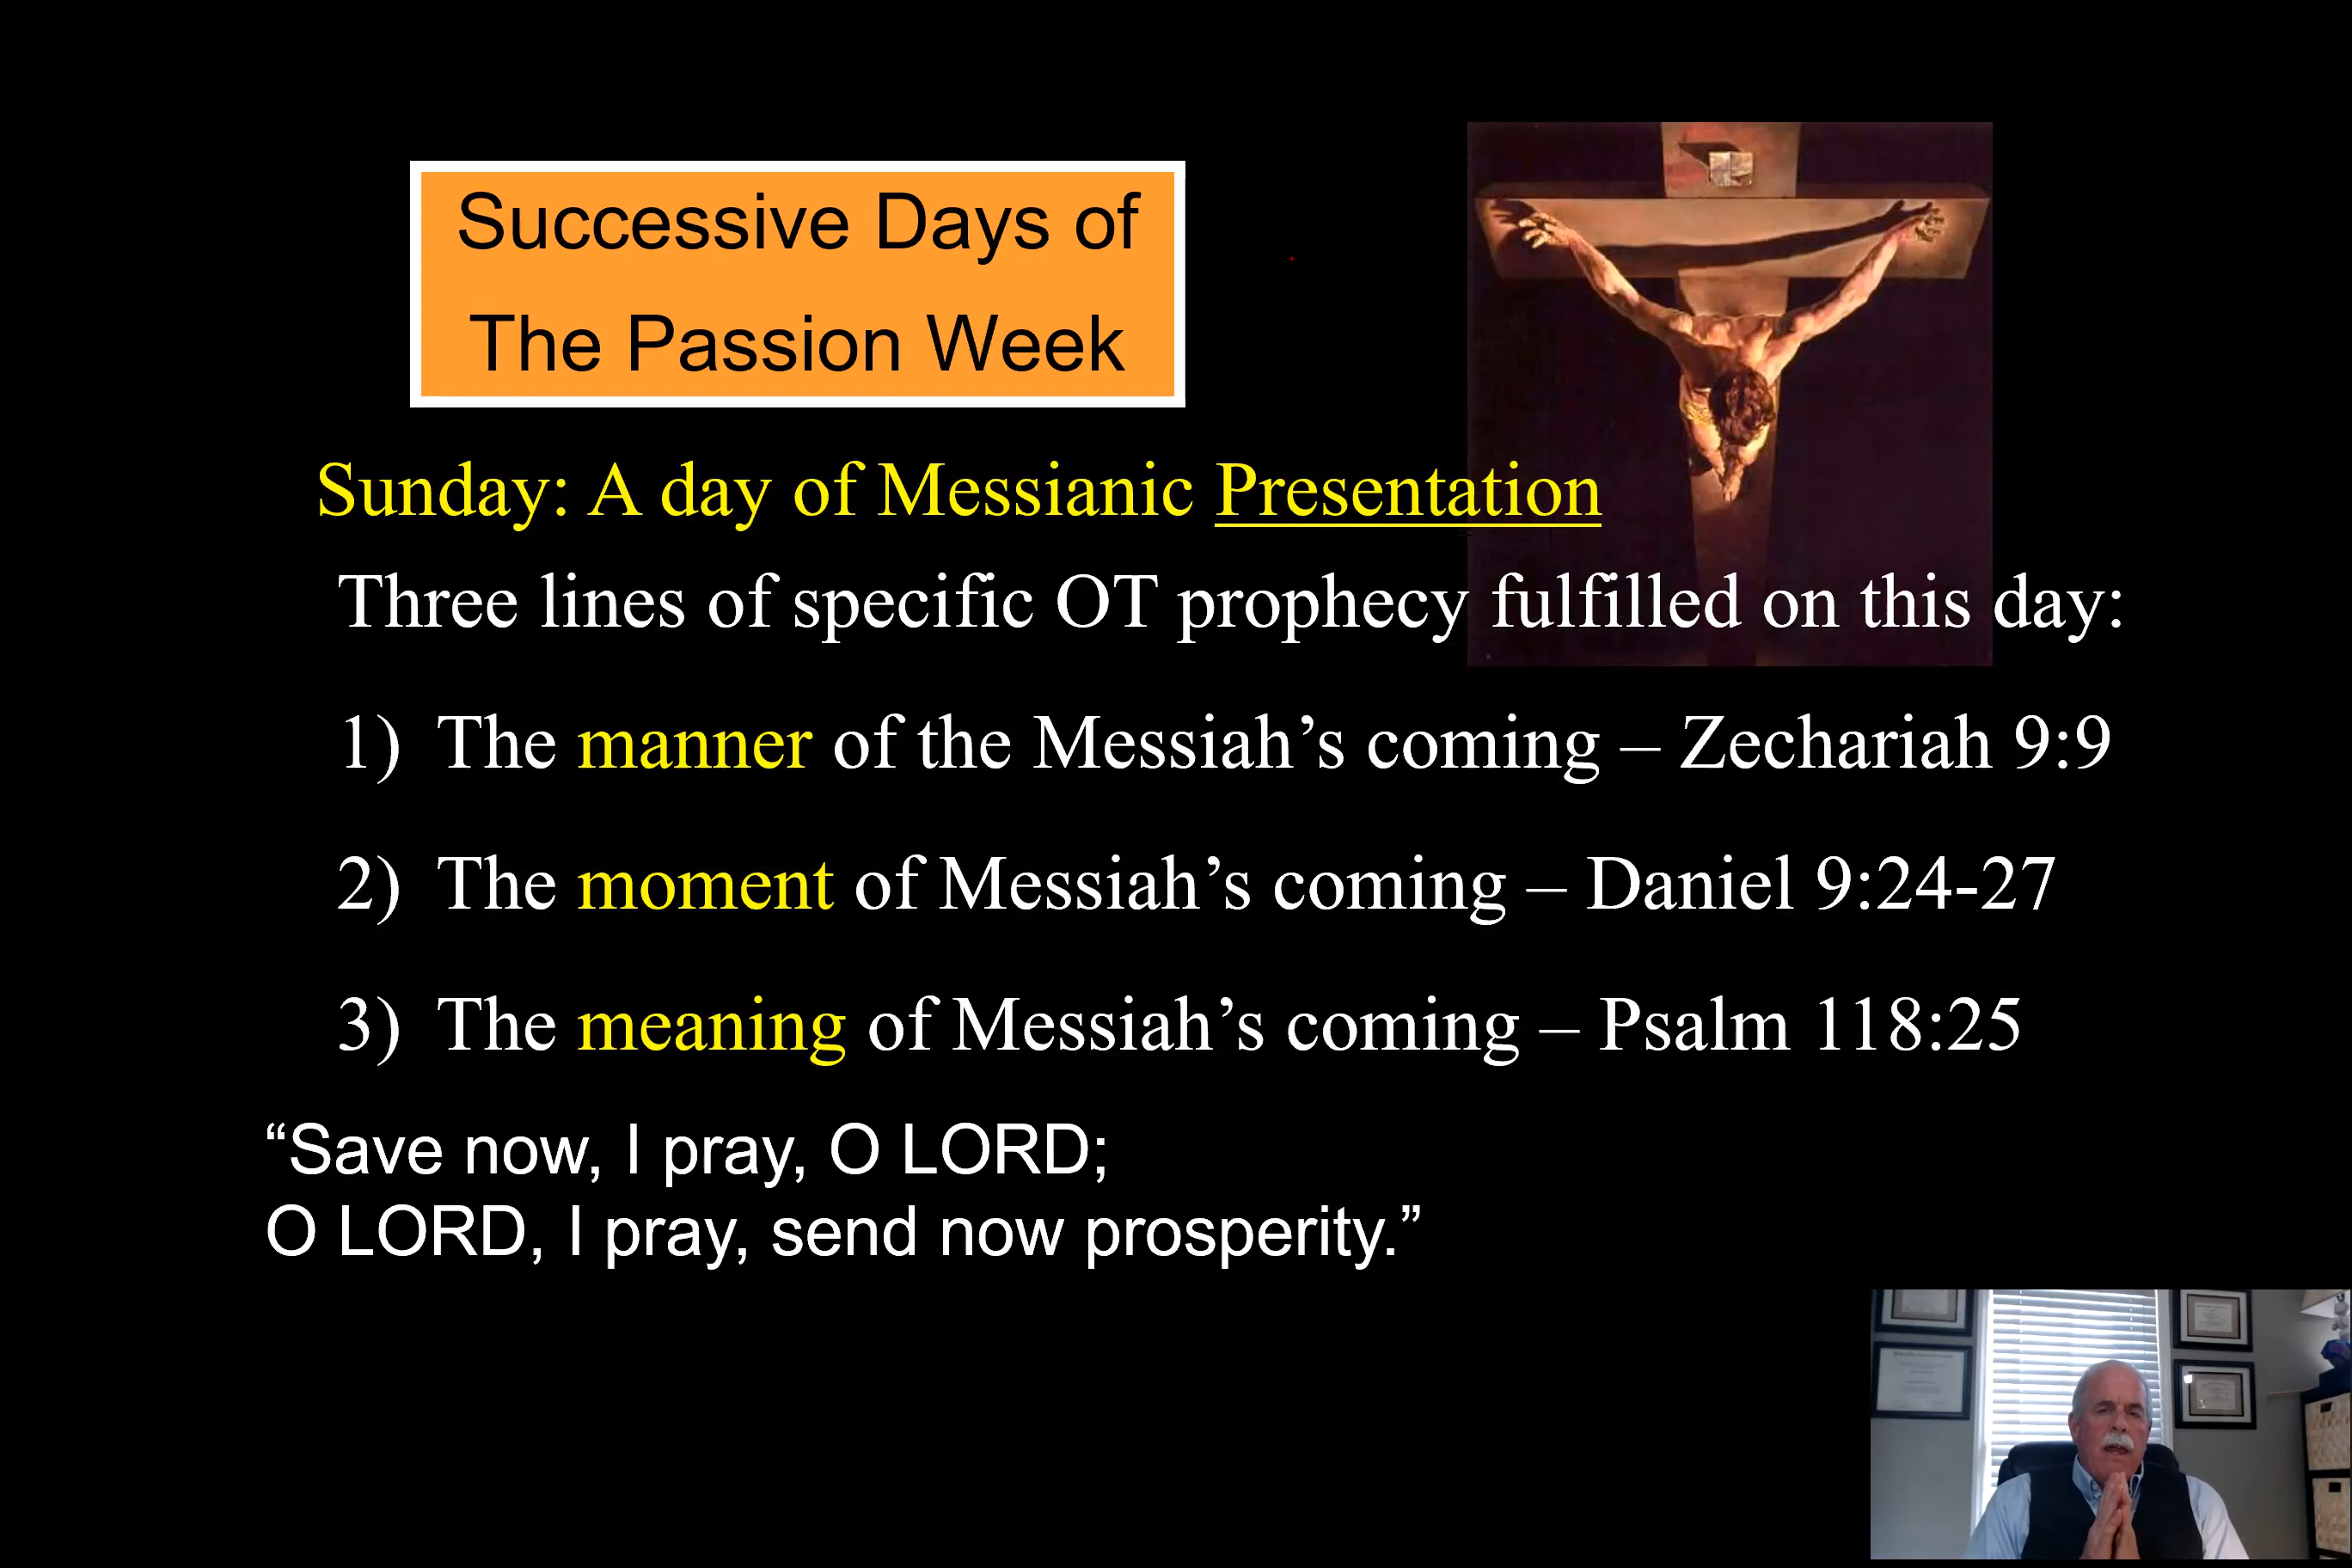 Successive Days of
The Passion Week
Sunday: A day of Messianic Presentation
Three lines of specific OT prophecy fulfilled on this day:
1) The manner of the Messiah’s coming – Zechariah 9:9
2) The moment of Messiah’s coming – Daniel 9:24-27
3) The meaning of Messiah’s coming – Psalm 118:25
“Save now, I pray, O LORD;
O LORD, I pray, send now prosperity.”